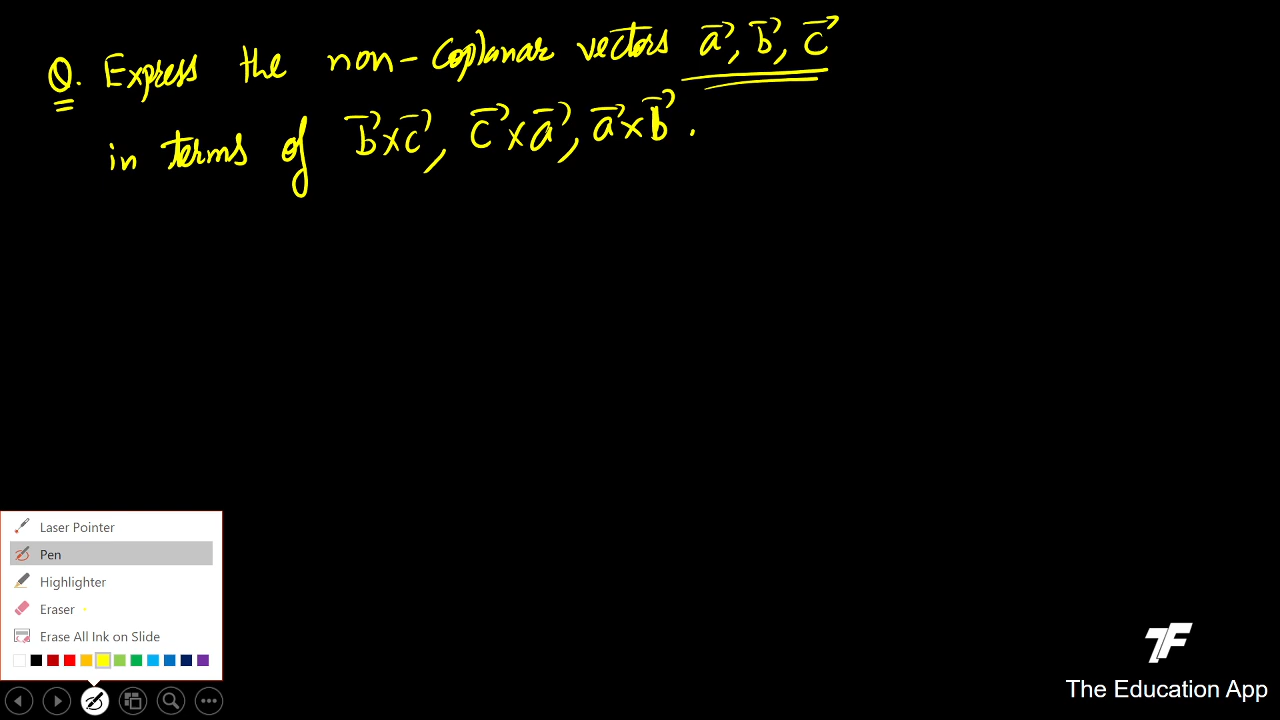 Q. Express the non-coplanar vectors a⃗, b⃗, c⃗
in terms of b⃗×c⃗, c⃗×a⃗, a⃗×b⃗.
Laser Pointer
Pen
Highlighter
Eraser
Erase All Ink on Slide
TF
The Education App